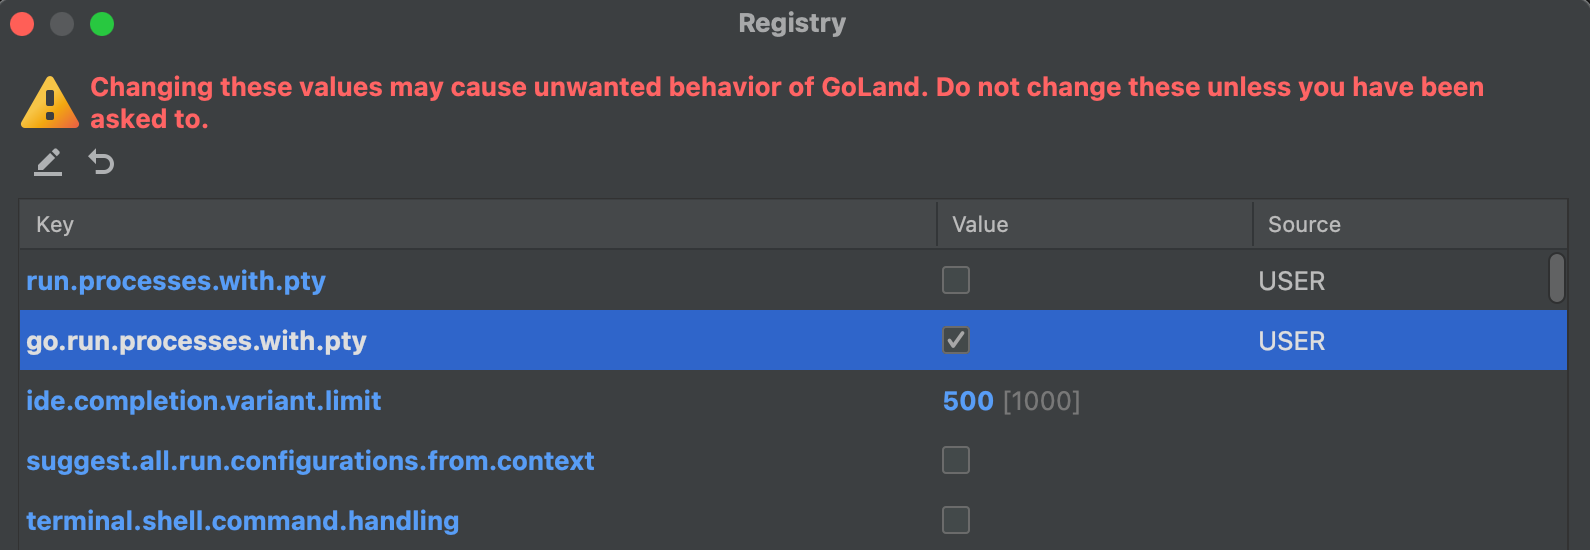 Registry
Changing these values may cause unwanted behavior of GoLand. Do not change these unless you have been
asked to.
Key Value Source
run.processes.with.pty USER
go.run.processes.with.pty USER
ide.completion.variant.limit 500 [1000]
suggest.all.run.configurations.from.context
terminal.shell.command.handling